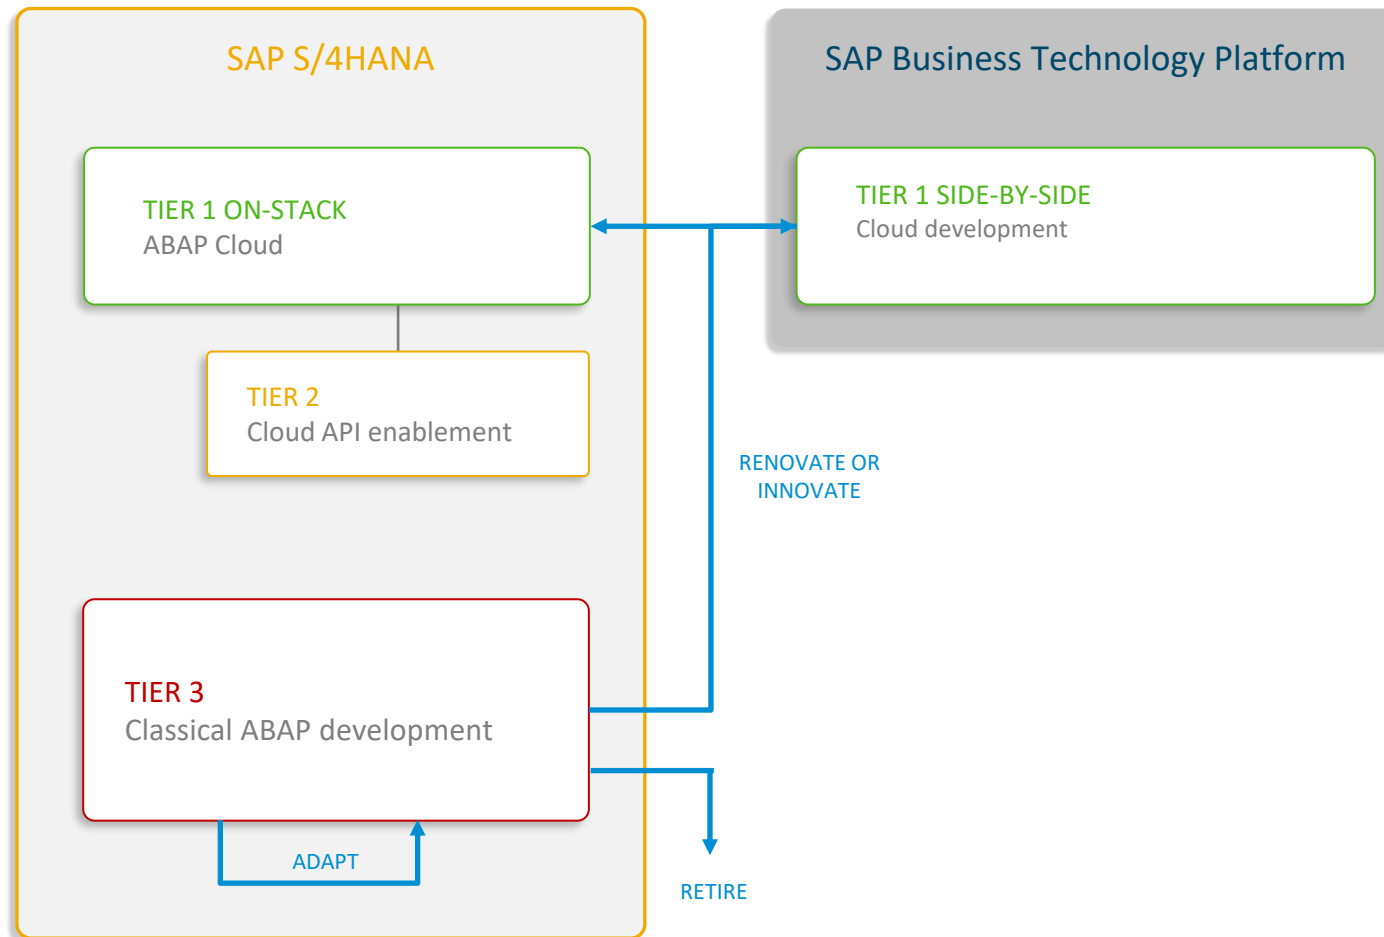 SAP S/4HANA
SAP Business Technology Platform
TIER 1 ON-STACK
ABAP Cloud
TIER 1 SIDE-BY-SIDE
Cloud development
TIER 2
Cloud API enablement
RENOVATE OR
INNOVATE
TIER 3
Classical ABAP development
ADAPT
RETIRE